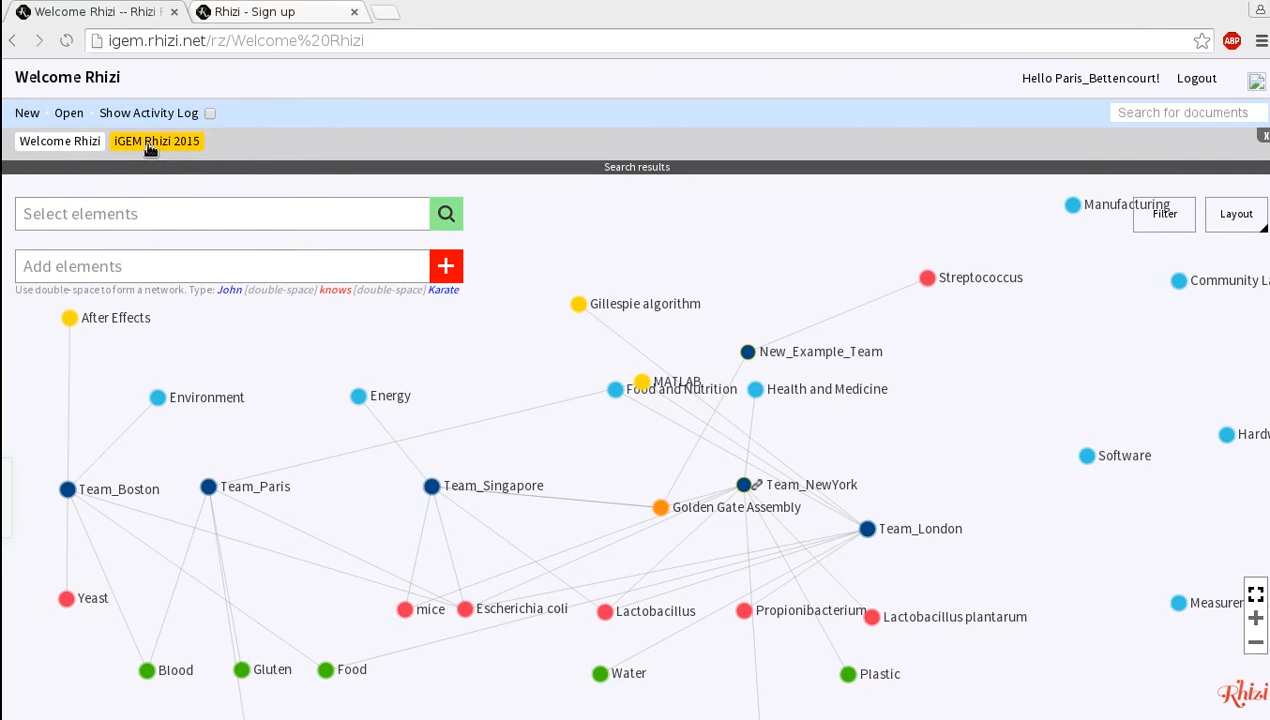 Welcome Rhizi -- Rhizi
Rhizi - Sign up
igem.rhizi.net/rz/Welcome%20Rhizi
ABP
Welcome Rhizi
Hello Paris_Bettencourt! Logout
New Open Show Activity Log
Search for documents
Welcome Rhizi iGEM Rhizi 2015
x
Search results
Select elements
Manufacturing
Filter
Layout
Add elements
Use double-space to form a network. Type: John [double-space] knows [double-space] Karate
Streptococcus
Community La
After Effects
Gillespie algorithm
New_Example_Team
MATLAB
Environment
Energy
Food and Nutrition
Health and Medicine
Hardw
Software
Team_Boston
Team_Paris
Team_Singapore
Team_NewYork
Golden Gate Assembly
Team_London
Yeast
mice
Escherichia coli
Lactobacillus
Propionibacterium
Lactobacillus plantarum
Measurem
Blood
Gluten
Food
Water
Plastic
Rhizi